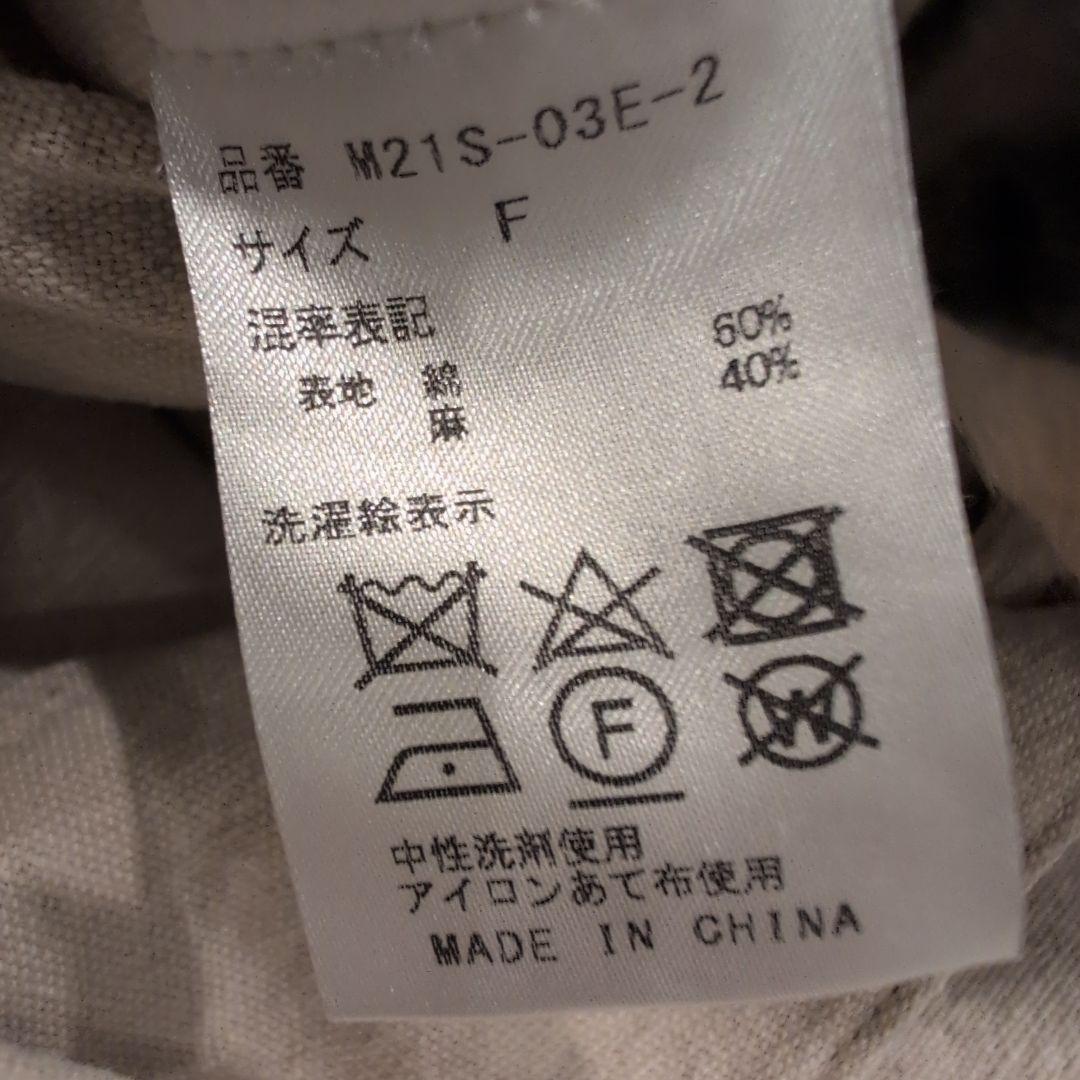 品番 M21S-03E-2
サイズ F
混率表記
表地 綿 60%
麻 40%
洗濯絵表示
F
W
中性洗剤使用
アイロンあて布使用
MADE IN CHINA